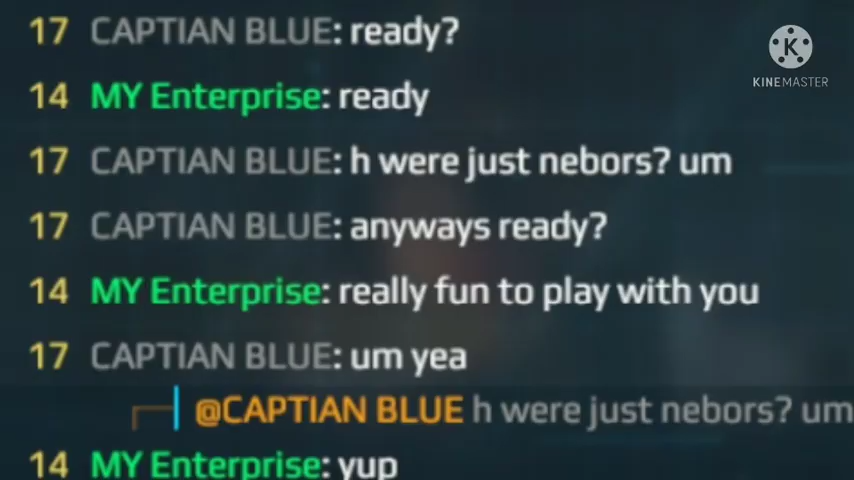 17 CAPTIAN BLUE: ready?
K
KINEMASTER
14 MY Enterprise: ready
17 CAPTIAN BLUE: h were just nebors? um
17 CAPTIAN BLUE: anyways ready?
14 MY Enterprise: really fun to play with you
17 CAPTIAN BLUE: um yea
@CAPTIAN BLUE h were just nebors? um
14 MY Enterprise: yup